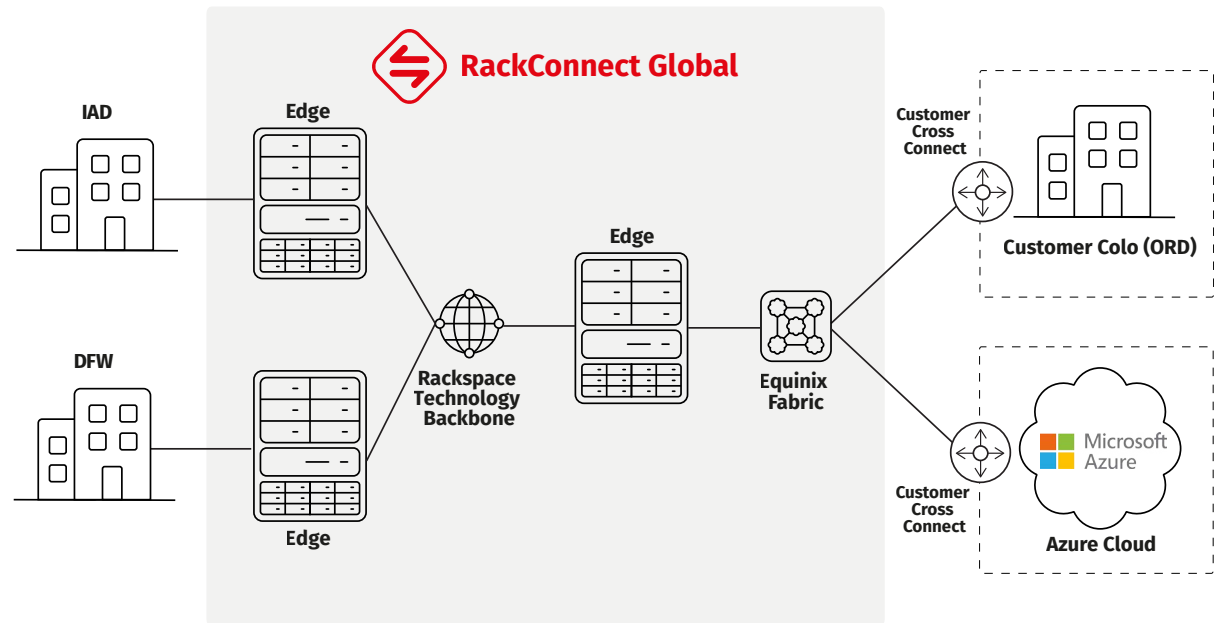 RackConnect Global
IAD
Edge
DFW
Edge
Rackspace
Technology
Backbone
Edge
Equinix
Fabric
Customer
Cross
Connect
Customer Colo (ORD)
Customer
Cross
Connect
Microsoft
Azure
Azure Cloud